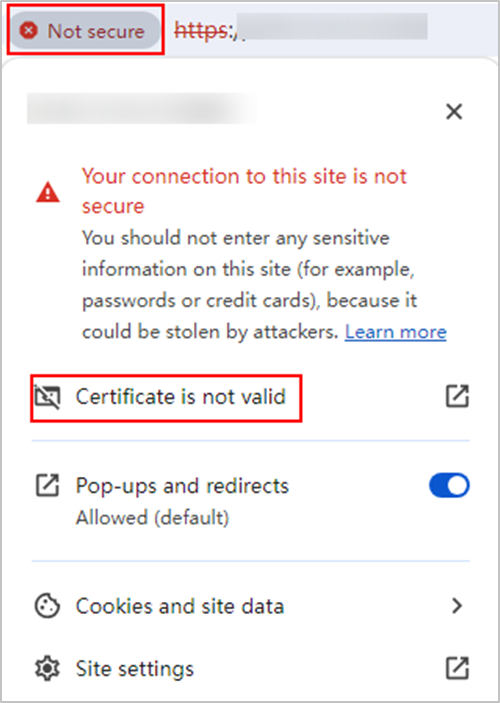 Not secure https:/
Your connection to this site is not
secure
You should not enter any sensitive
information on this site (for example,
passwords or credit cards), because it
could be stolen by attackers. Learn more
Certificate is not valid
Pop-ups and redirects
Allowed (default)
Cookies and site data
Site settings